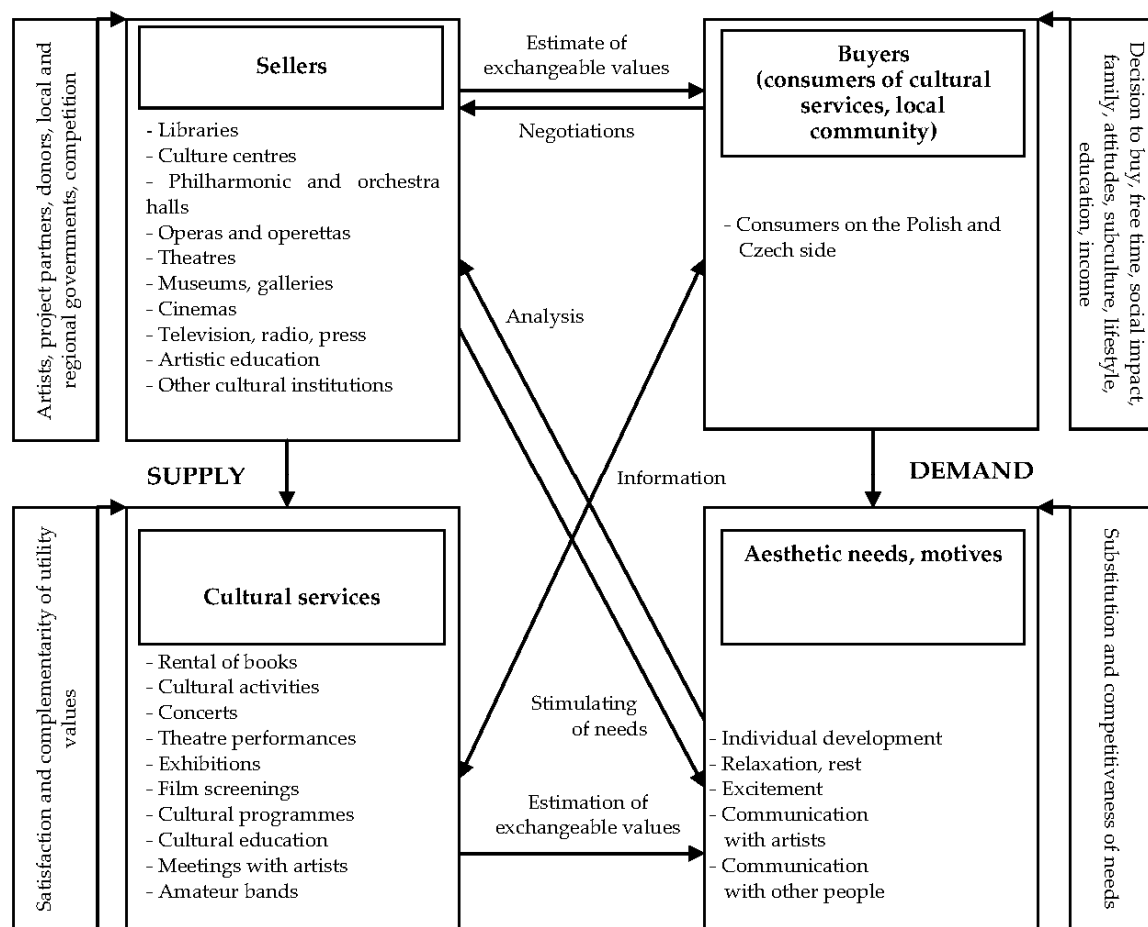 Artists, project partners, donors, local and
regional governments, competition
Sellers
- Libraries
- Culture centres
- Philharmonic and orchestra
halls
- Operas and operettas
- Theatres
- Museums, galleries
- Cinemas
- Television, radio, press
- Artistic education
- Other cultural institutions
Estimate of
exchangeable values
Negotiations
Buyers
(consumers of cultural
services, local
community)
- Consumers on the Polish and
Czech side
Decision to buy, free time, social impact,
family, attitudes, subculture, lifestyle,
education, income
Analysis
SUPPLY
Information
DEMAND
Satisfaction and complementarity of utility
values
Cultural services
- Rental of books
- Cultural activities
- Concerts
- Theatre performances
- Exhibitions
- Film screenings
- Cultural programmes
- Cultural education
- Meetings with artists
- Amateur bands
Stimulating
of needs
Estimation of
exchangeable values
Aesthetic needs, motives
- Individual development
- Relaxation, rest
- Excitement
- Communication
with artists
- Communication
with other people
Substitution and competitiveness of needs